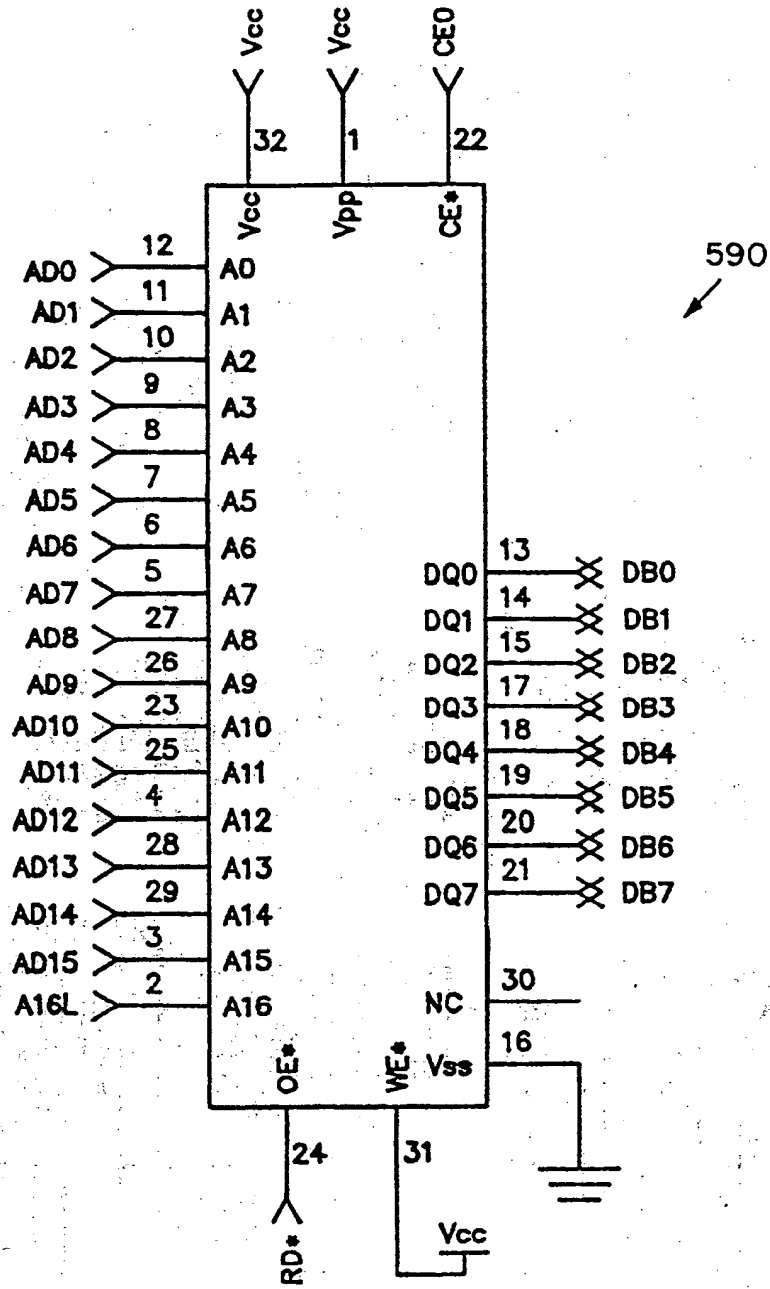 Vcc Vcc CE0
32 1 22
Vcc Vpp CE*
590
AD0 12 A0
AD1 11 A1
AD2 10 A2
AD3 9 A3
AD4 8 A4
AD5 7 A5
AD6 6 A6
AD7 5 A7
AD8 27 A8
AD9 26 A9
AD10 23 A10
AD11 25 A11
AD12 4 A12
AD13 28 A13
AD14 29 A14
AD15 3 A15
A16L 2 A16
DQ0 13 DB0
DQ1 14 DB1
DQ2 15 DB2
DQ3 17 DB3
DQ4 18 DB4
DQ5 19 DB5
DQ6 20 DB6
DQ7 21 DB7
NC 30
Vss 16
OE* WE*
24 31
RD* Vcc